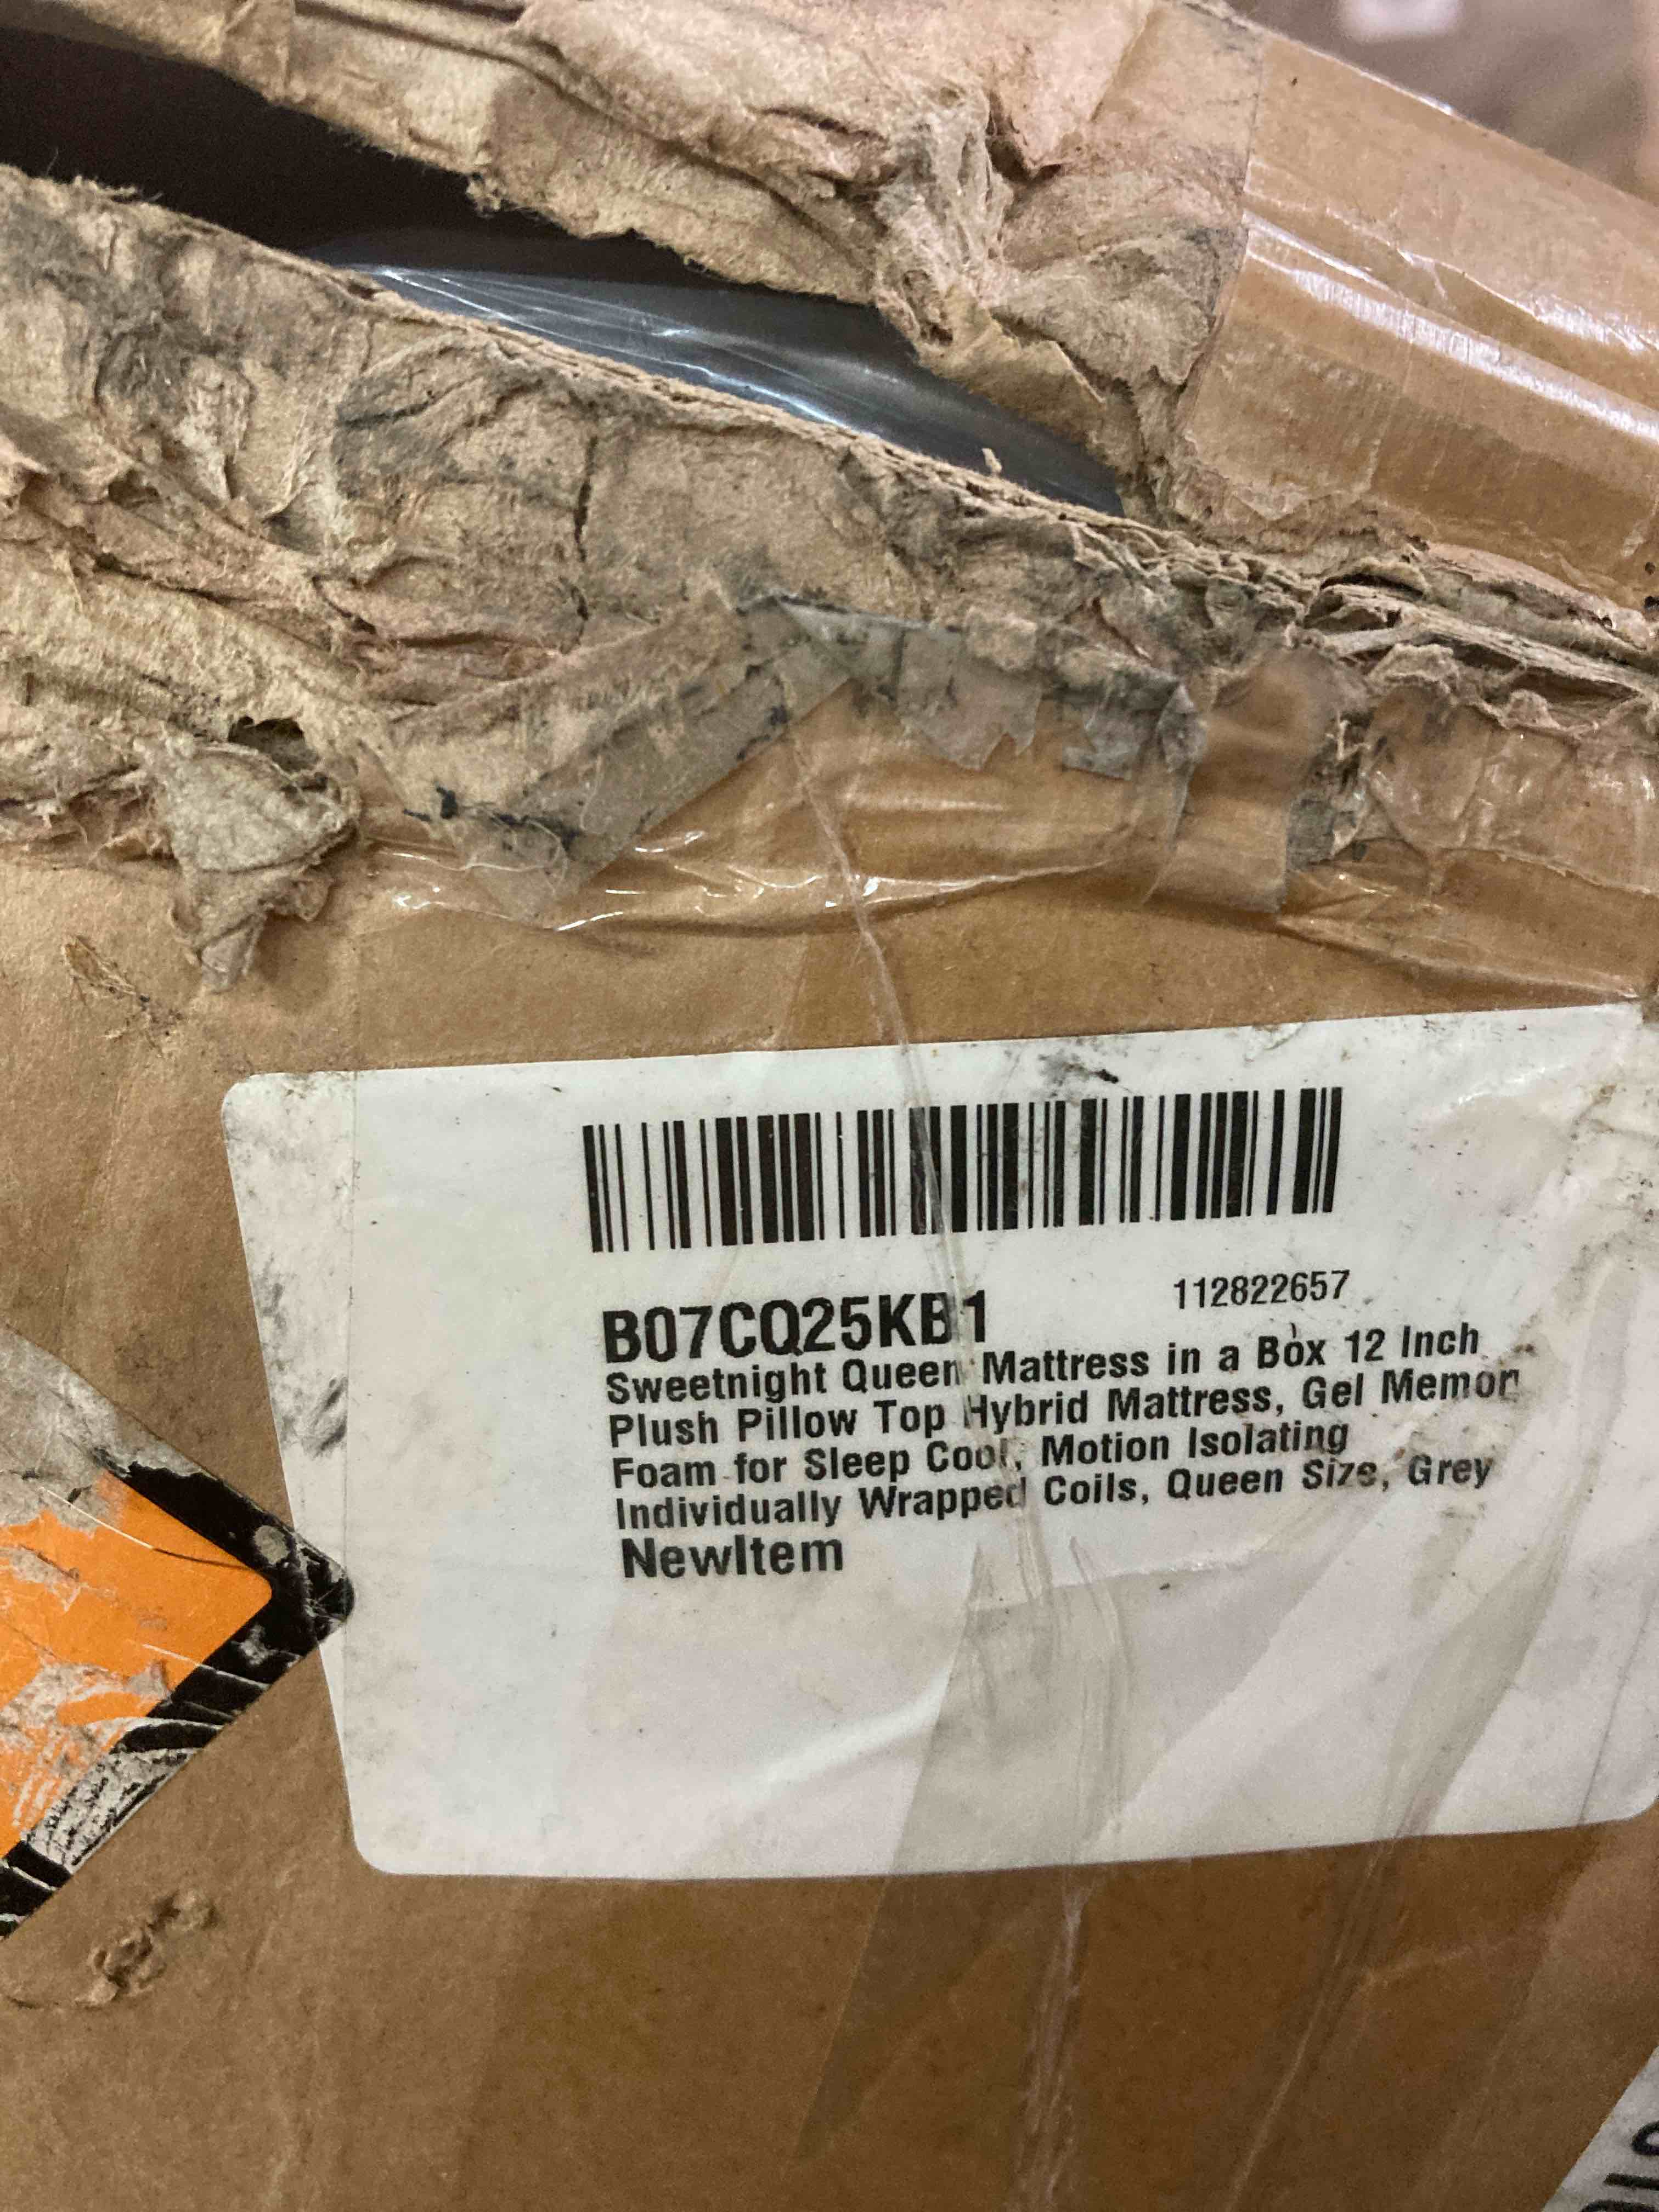 B07CQ25KB1
112822657
Sweetnight Queen Mattress in a Box 12 Inch
Plush Pillow Top Hybrid Mattress, Gel Memor
Foam for Sleep Cool, Motion Isolating
Individually Wrapped Coils, Queen Size, Grey
NewItem